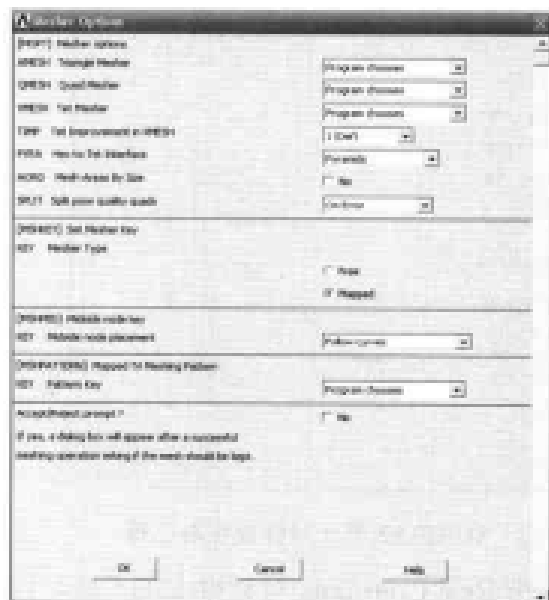 Mesher Options
[MOPT] Mesher options
AMESH Triangle Mesher
Program chooses
QMESH Quad Mesher
Program chooses
VMESH Tet Mesher
Program chooses
TIMP Tet Improvement in VMESH
1 (Def)
PYRA Hex to Tet Interface
Pyramids
AORD Mesh Areas By Size
No
SPLIT Split poor quality quads
On Error
[MSHKEY] Set Mesher Key
KEY Mesher Type
Free
Mapped
[MSHMID] Midside node key
KEY Midside node placement
Follow curves
[MSHPATTERN] Mapped Tri Meshing Pattern
KEY Pattern Key
Program chooses
Accept/Reject prompt ?
No
If yes, a dialog box will appear after a successful
meshing operation asking if the mesh should be kept.
OK
Cancel
Help